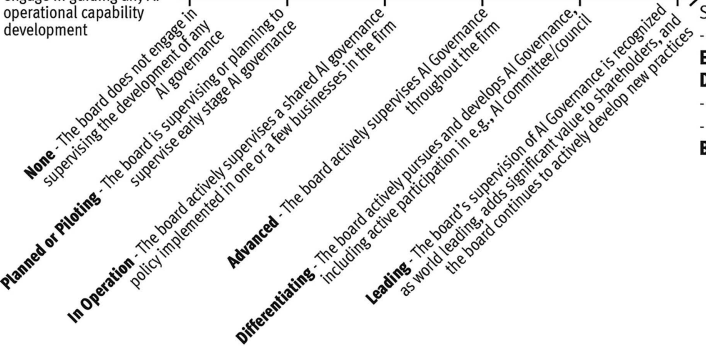 engage in guiding any AI
operational capability
development
None - The board does not engage in
supervising the development of any
AI governance
Planned or Piloting - The board is supervising or planning to
supervise early stage AI governance
In Operation - The board actively supervises a shared AI governance
policy implemented in one or a few businesses in the firm
Advanced - The board actively supervises AI Governance
throughout the firm
Differentiating - The board actively pursues and develops AI Governance,
including active participation in e.g., AI committee/council
Leading - The board's supervision of AI Governance is recognized
as world leading, adds significant value to shareholders, and
the board continues to actively develop new practices